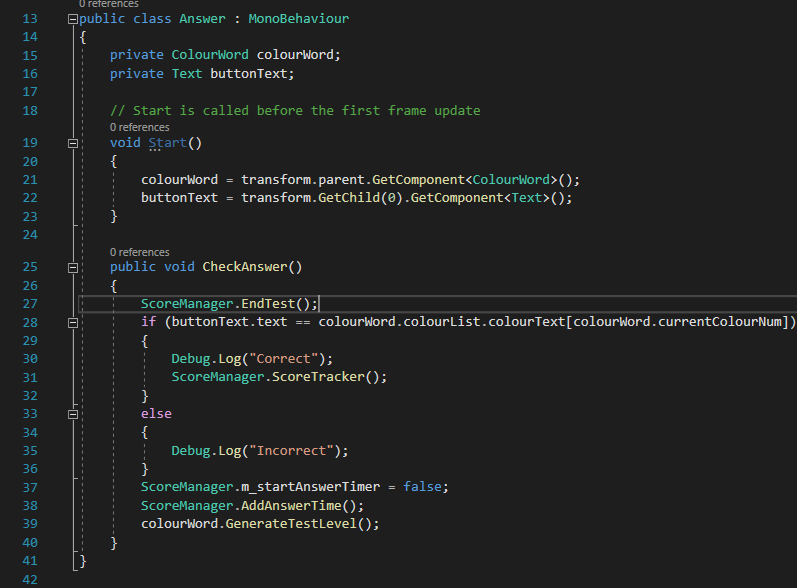 0 references
13 public class Answer : MonoBehaviour
14 {
15 private ColourWord colourWord;
16 private Text buttonText;
17
18 // Start is called before the first frame update
0 references
19 void Start()
20 {
21 colourWord = transform.parent.GetComponent<ColourWord>();
22 buttonText = transform.GetChild(0).GetComponent<Text>();
23 }
24
0 references
25 public void CheckAnswer()
26 {
27 ScoreManager.EndTest();
28 if (buttonText.text == colourWord.colourList.colourText[colourWord.currentColourNum])
29 {
30 Debug.Log("Correct");
31 ScoreManager.ScoreTracker();
32 }
33 else
34 {
35 Debug.Log("Incorrect");
36 }
37 ScoreManager.m_startAnswerTimer = false;
38 ScoreManager.AddAnswerTime();
39 colourWord.GenerateTestLevel();
40 }
41 }
42